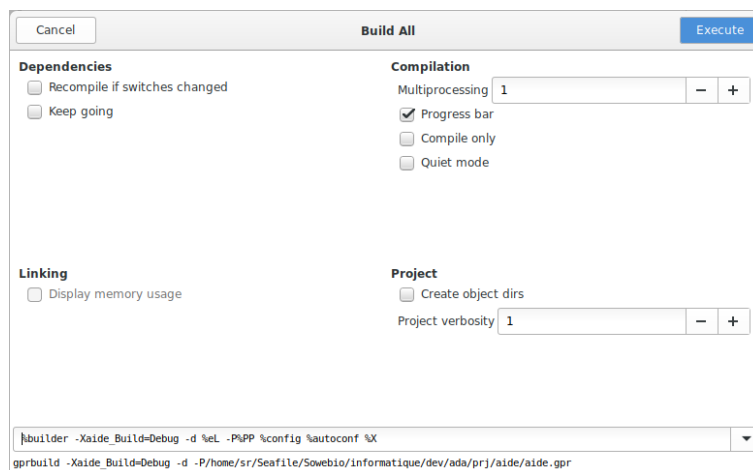 Cancel
Build All
Execute
Dependencies
Recompile if switches changed
Keep going
Compilation
Multiprocessing 1
Progress bar
Compile only
Quiet mode
Linking
Display memory usage
Project
Create object dirs
Project verbosity 1
%builder -Xaide_Build=Debug -d %eL -P%PP %config %autoconf %X
gprbuild -Xaide_Build=Debug -d -P/home/sr/Seafile/Sowebio/informatique/dev/ada/prj/aide/aide.gpr